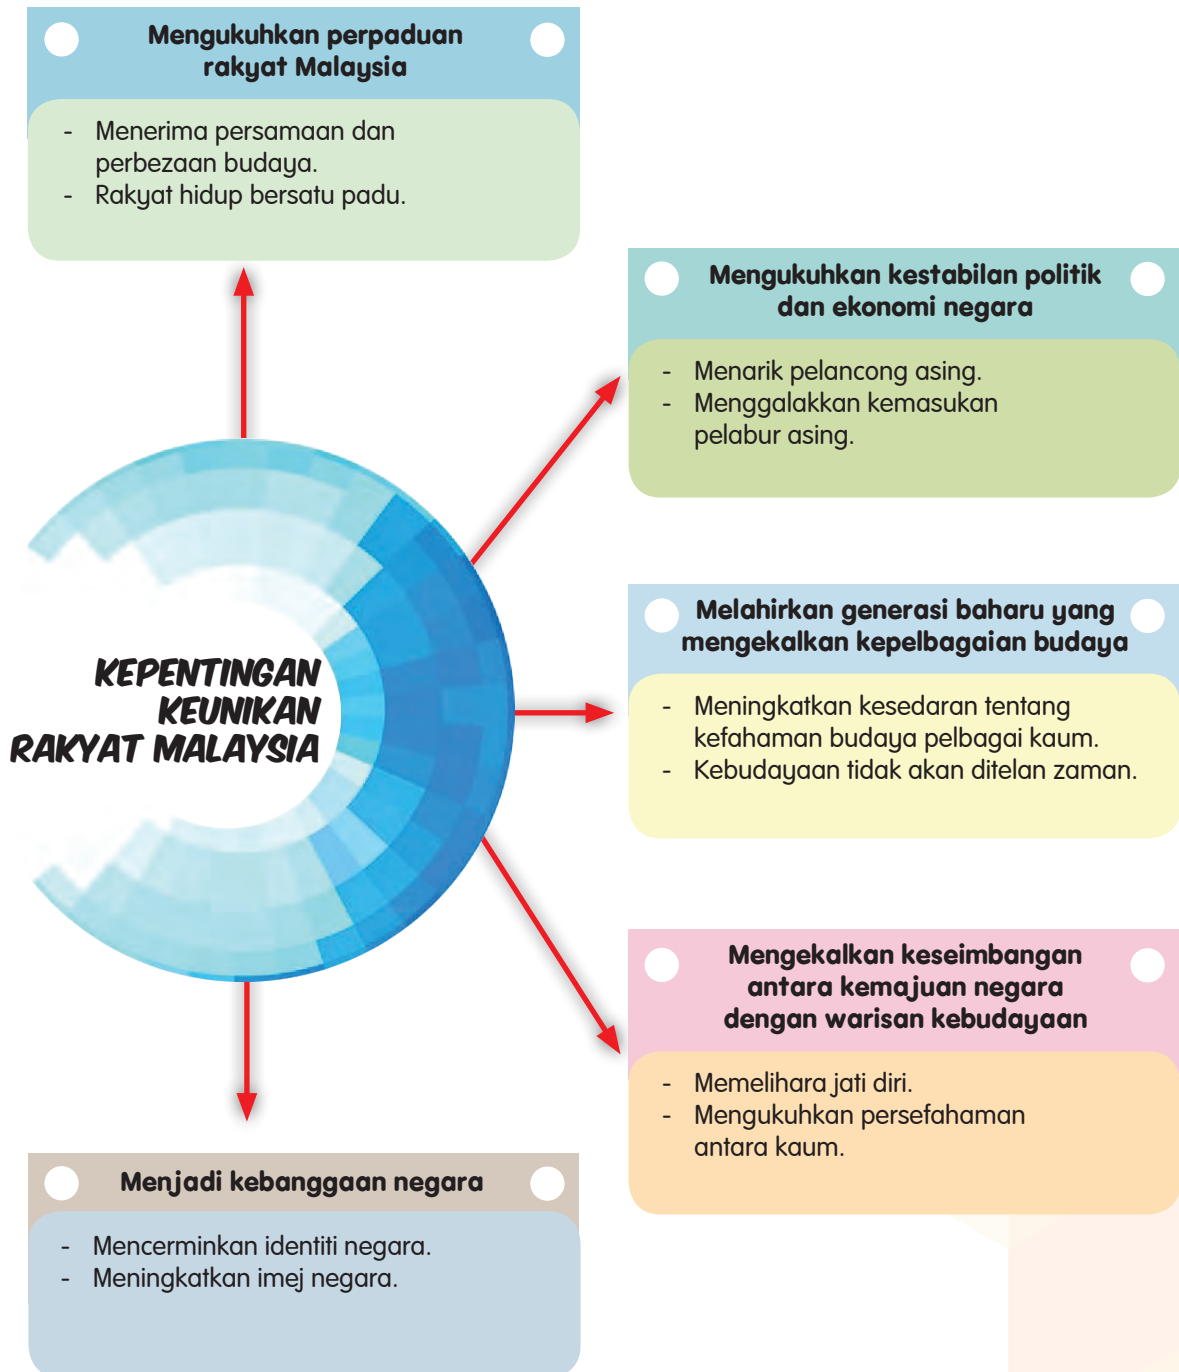 Mengukuhkan perpaduan
rakyat Malaysia
- Menerima persamaan dan
perbezaan budaya.
- Rakyat hidup bersatu padu.
Mengukuhkan kestabilan politik
dan ekonomi negara
- Menarik pelancong asing.
- Menggalakkan kemasukan
pelabur asing.
KEPENTINGAN
KEUNIKAN
RAKYAT MALAYSIA
Melahirkan generasi baharu yang
mengekalkan kepelbagaian budaya
- Meningkatkan kesedaran tentang
kefahaman budaya pelbagai kaum.
- Kebudayaan tidak akan ditelan zaman.
Mengekalkan keseimbangan
antara kemajuan negara
dengan warisan kebudayaan
- Memelihara jati diri.
- Mengukuhkan persefahaman
antara kaum.
Menjadi kebanggaan negara
- Mencerminkan identiti negara.
- Meningkatkan imej negara.